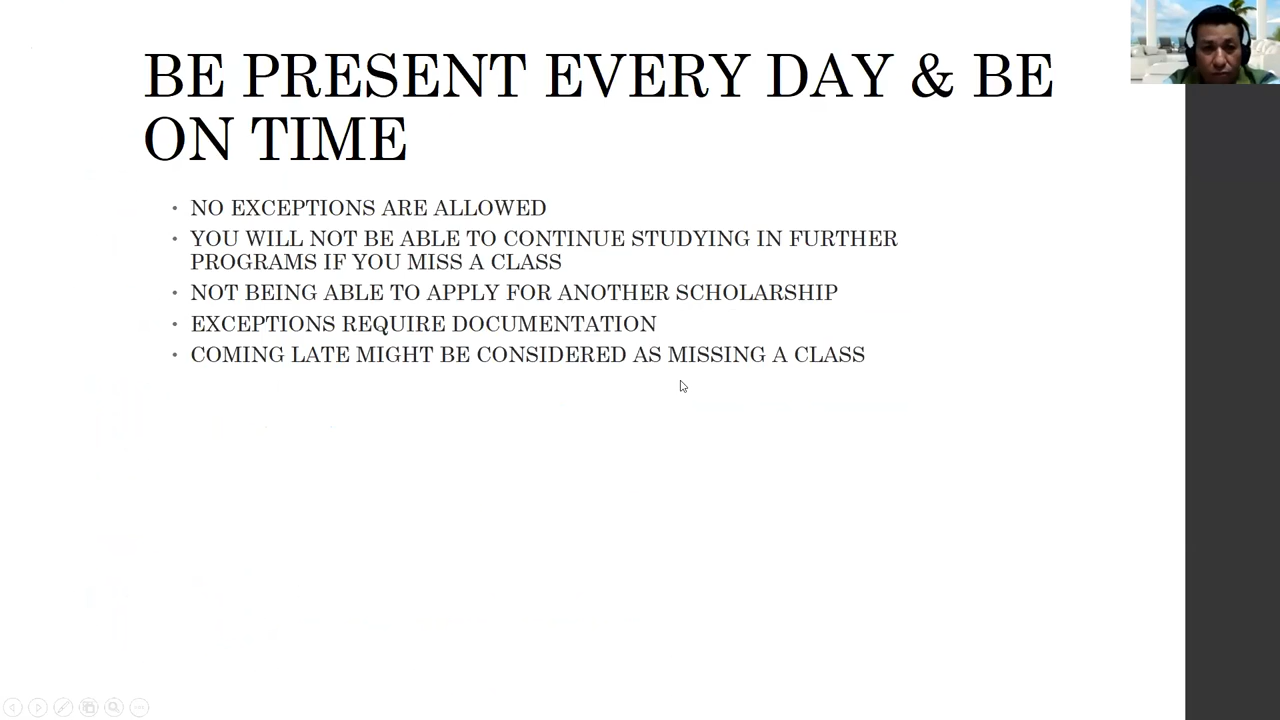 BE PRESENT EVERY DAY & BE
ON TIME
• NO EXCEPTIONS ARE ALLOWED
• YOU WILL NOT BE ABLE TO CONTINUE STUDYING IN FURTHER
PROGRAMS IF YOU MISS A CLASS
• NOT BEING ABLE TO APPLY FOR ANOTHER SCHOLARSHIP
• EXCEPTIONS REQUIRE DOCUMENTATION
• COMING LATE MIGHT BE CONSIDERED AS MISSING A CLASS